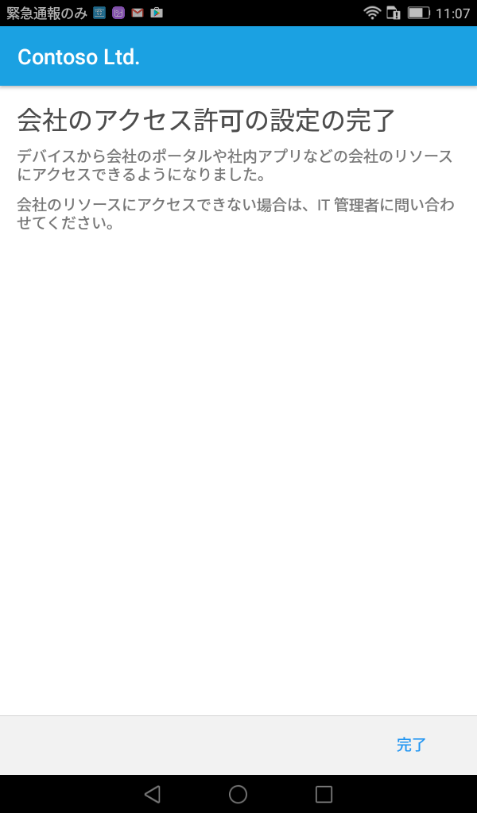 緊急通報のみ 11:07
Contoso Ltd.
会社のアクセス許可の設定の完了
デバイスから会社のポータルや社内アプリなどの会社のリソース
にアクセスできるようになりました。
会社のリソースにアクセスできない場合は、IT 管理者に問い合わ
せてください。
完了